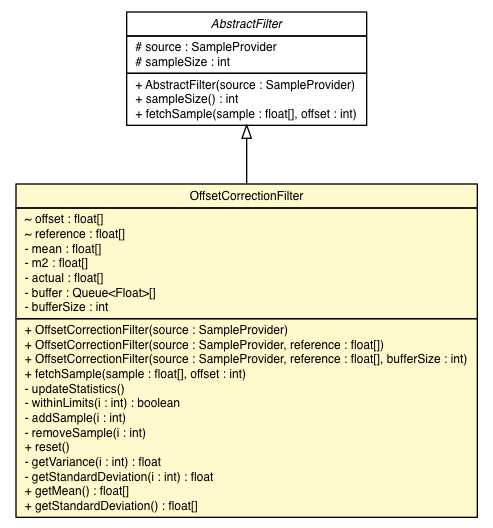 AbstractFilter
# source : SampleProvider
# sampleSize : int
+ AbstractFilter(source : SampleProvider)
+ sampleSize() : int
+ fetchSample(sample : float[], offset : int)
OffsetCorrectionFilter
~ offset : float[]
~ reference : float[]
- mean : float[]
- m2 : float[]
- actual : float[]
- buffer : Queue<Float>[]
- bufferSize : int
+ OffsetCorrectionFilter(source : SampleProvider)
+ OffsetCorrectionFilter(source : SampleProvider, reference : float[])
+ OffsetCorrectionFilter(source : SampleProvider, reference : float[], bufferSize : int)
+ fetchSample(sample : float[], offset : int)
- updateStatistics()
- withinLimits(i : int) : boolean
- addSample(i : int)
- removeSample(i : int)
+ reset()
- getVariance(i : int) : float
- getStandardDeviation(i : int) : float
+ getMean() : float[]
+ getStandardDeviation() : float[]